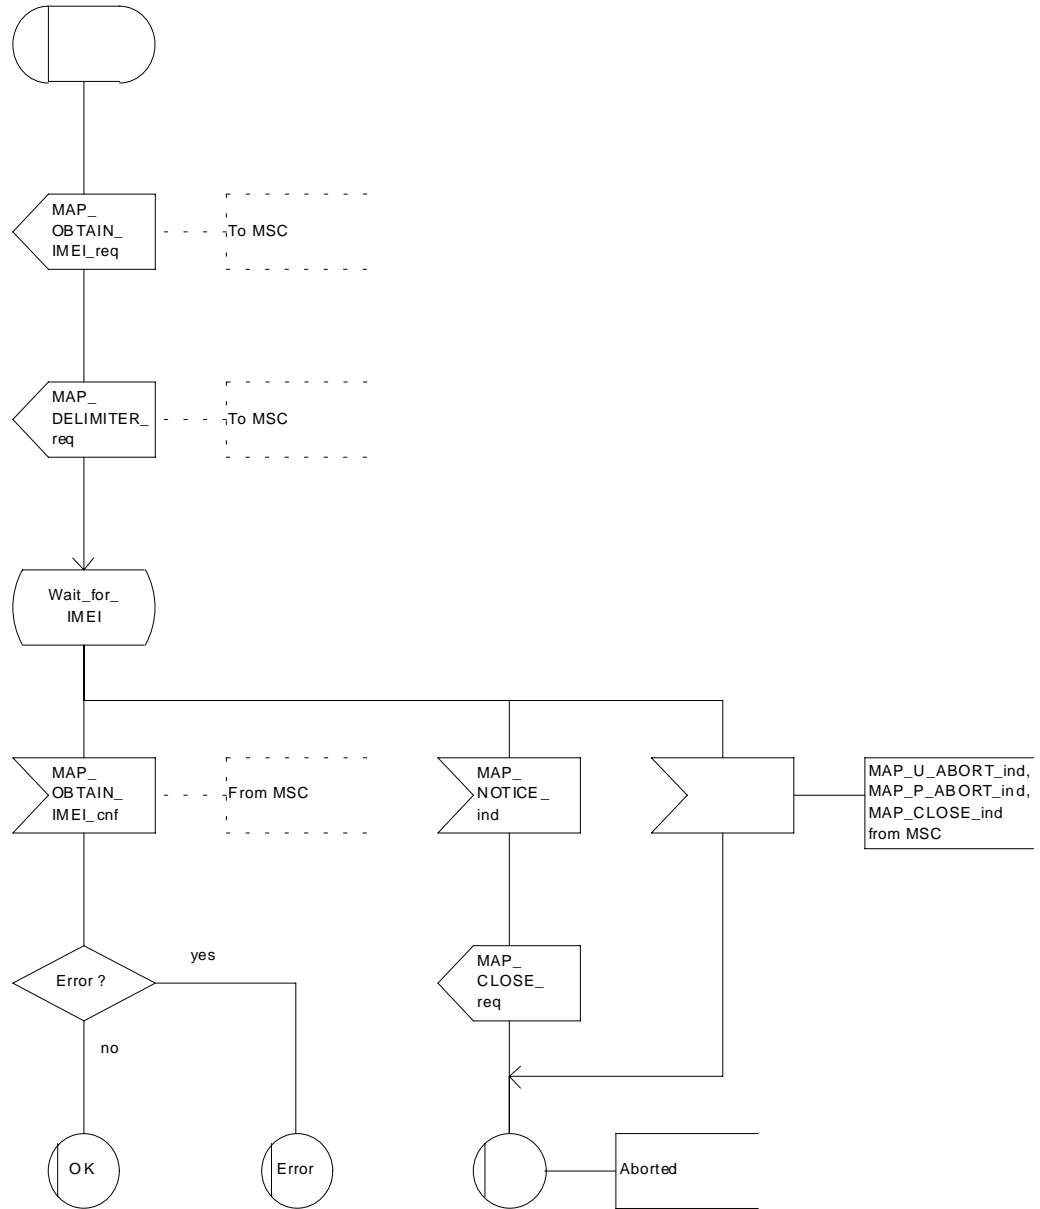 MAP_
OBTAIN_
IMEI_req
To MSC
MAP_
DELIMITER_
req
To MSC
Wait_for_
IMEI
MAP_
OBTAIN_
IMEI_cnf
From MSC
MAP_
NOTICE_
ind
MAP_U_ABORT_ind,
MAP_P_ABORT_ind,
MAP_CLOSE_ind
from MSC
Error ?
yes
no
MAP_
CLOSE_
req
OK
Error
Aborted